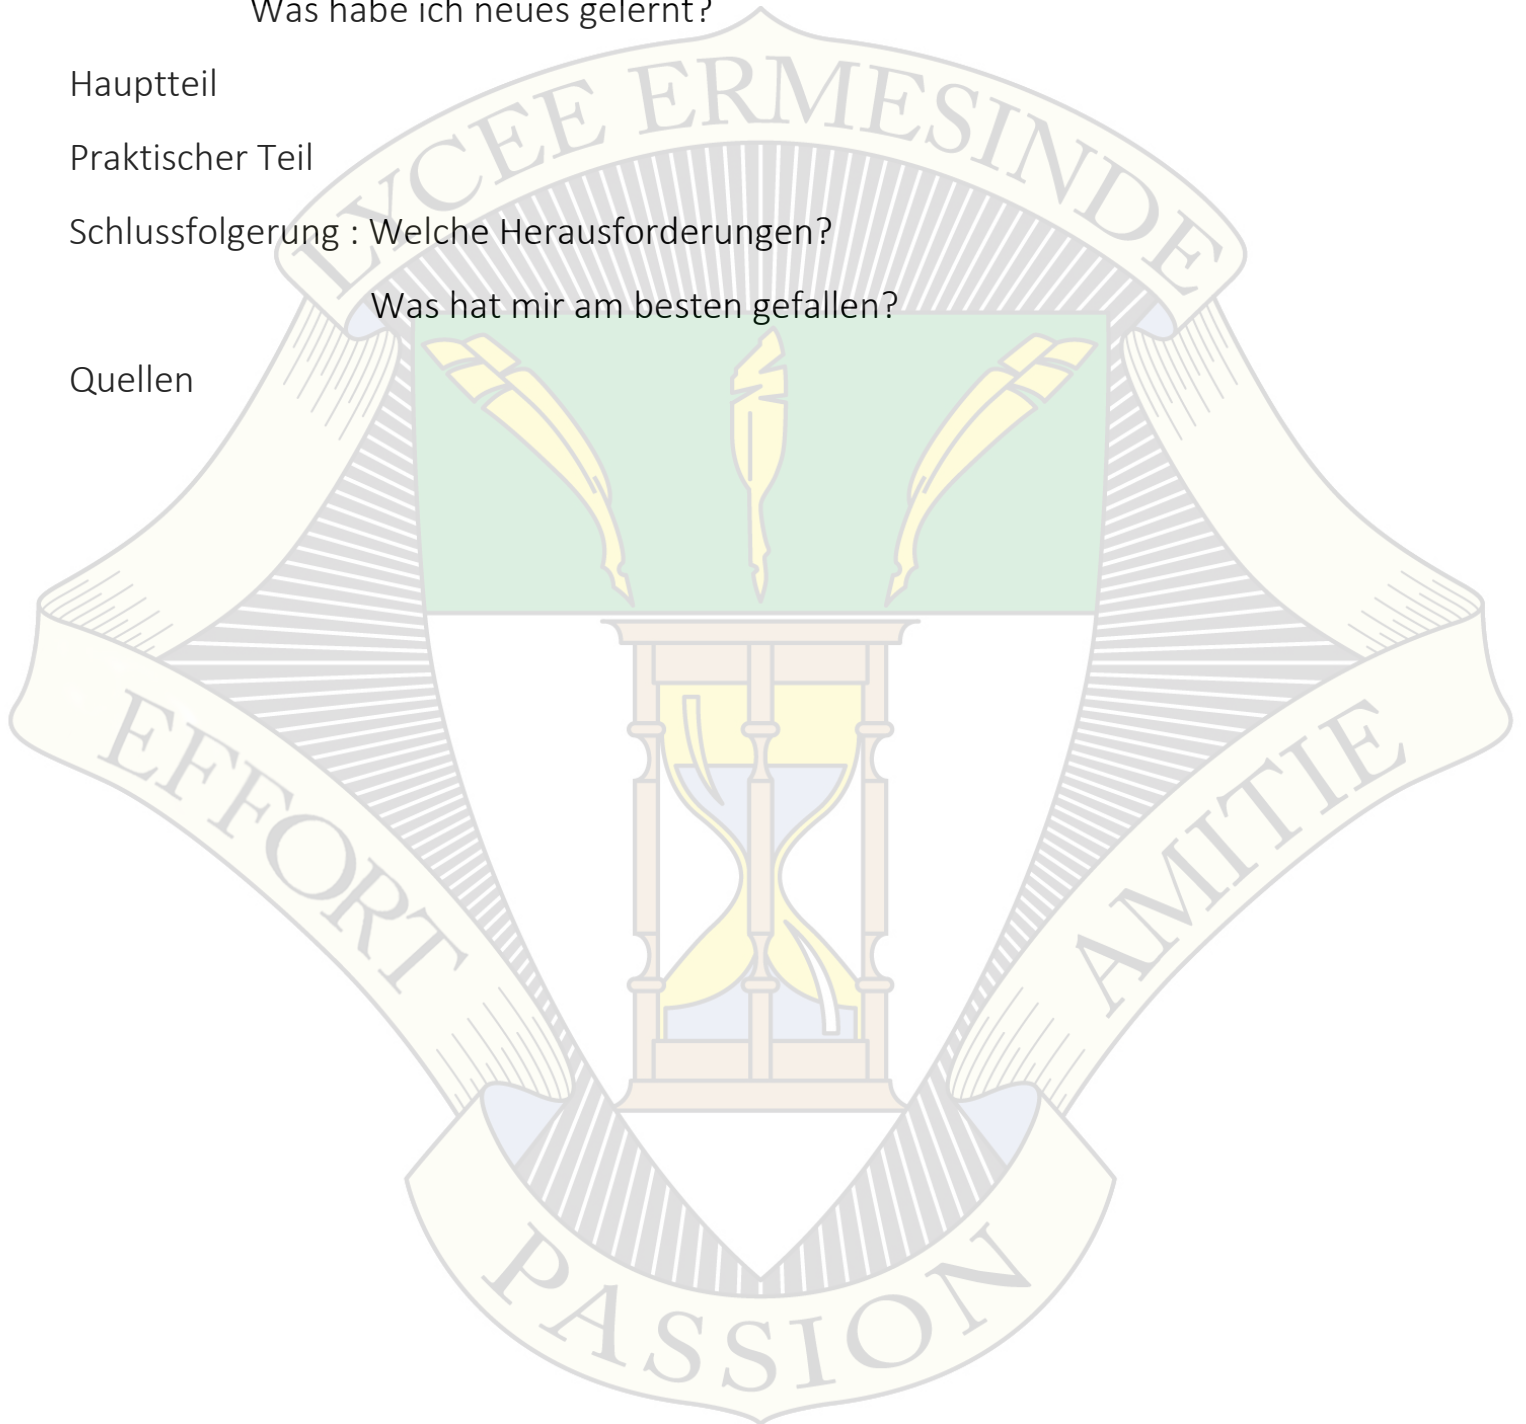 Was habe ich neues gelernt?
LYCEE ERMESINDE
Hauptteil
Praktischer Teil
Schlussfolgerung : Welche Herausforderungen?
Was hat mir am besten gefallen?
Quellen
EFFORT
AMITIE
PASSION